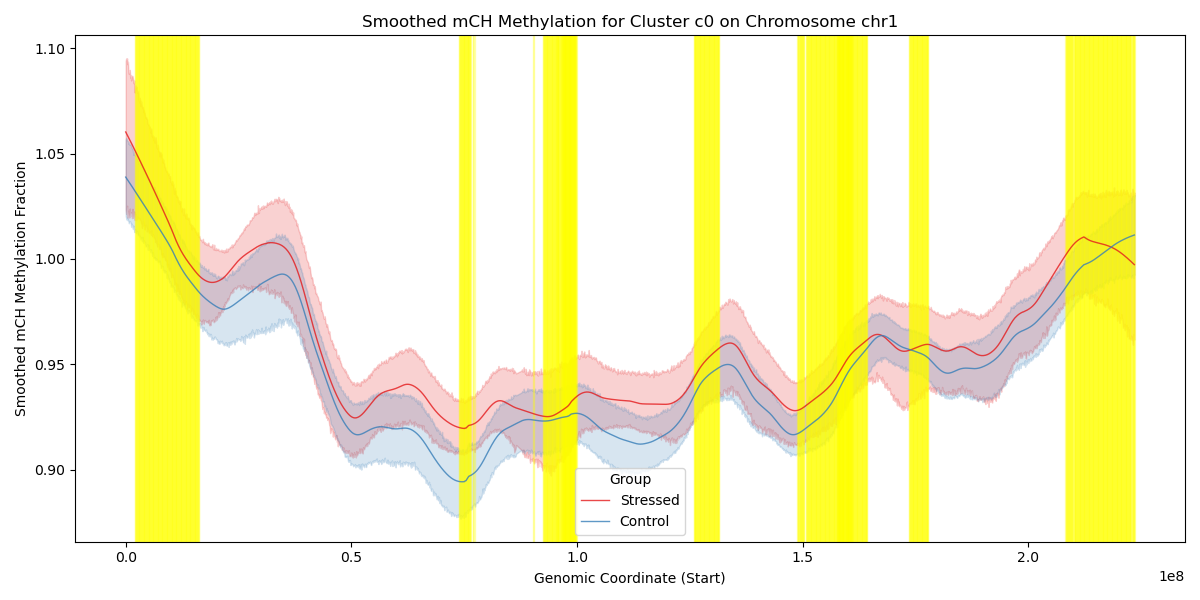 Smoothed mCH Methylation for Cluster c0 on Chromosome chr1
1.10
1.05
1.00
0.95
0.90
Smoothed mCH Methylation Fraction
Group
Stressed
Control
0.0
0.5
1.0
1.5
2.0
1e8
Genomic Coordinate (Start)